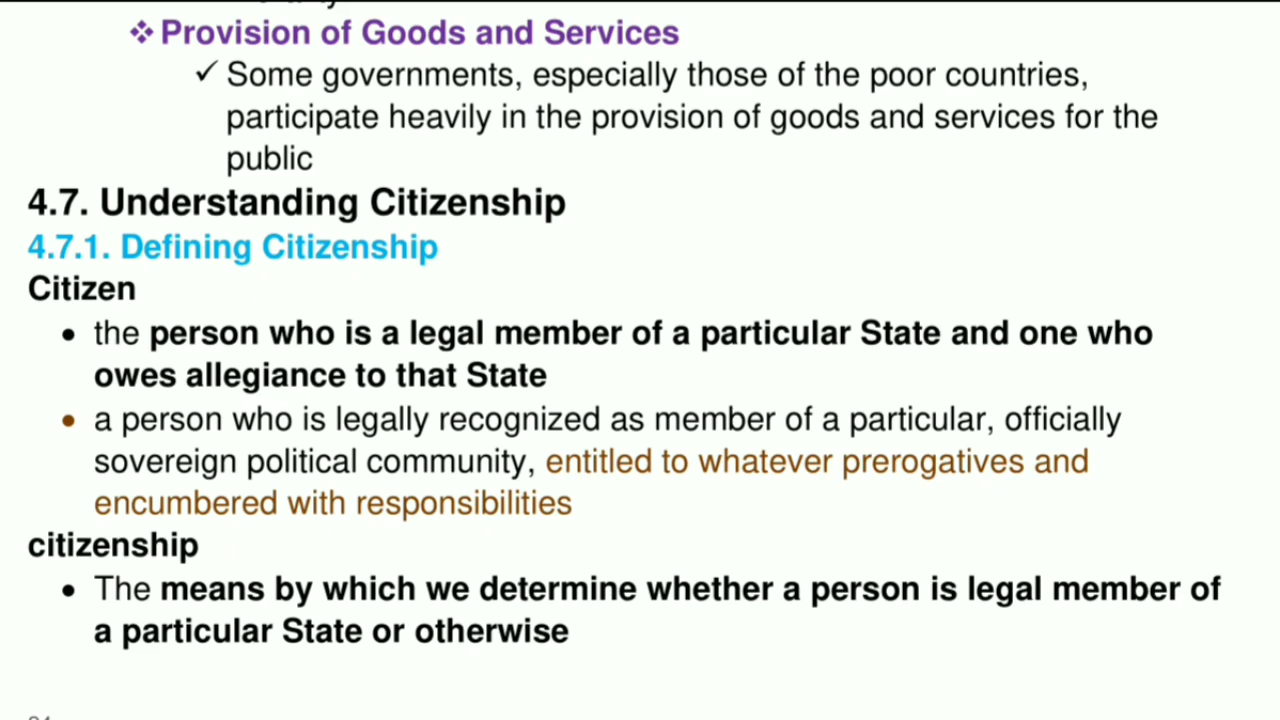 ❖ Provision of Goods and Services
✓ Some governments, especially those of the poor countries,
participate heavily in the provision of goods and services for the
public
4.7. Understanding Citizenship
4.7.1. Defining Citizenship
Citizen
• the person who is a legal member of a particular State and one who
owes allegiance to that State
• a person who is legally recognized as member of a particular, officially
sovereign political community, entitled to whatever prerogatives and
encumbered with responsibilities
citizenship
• The means by which we determine whether a person is legal member of
a particular State or otherwise